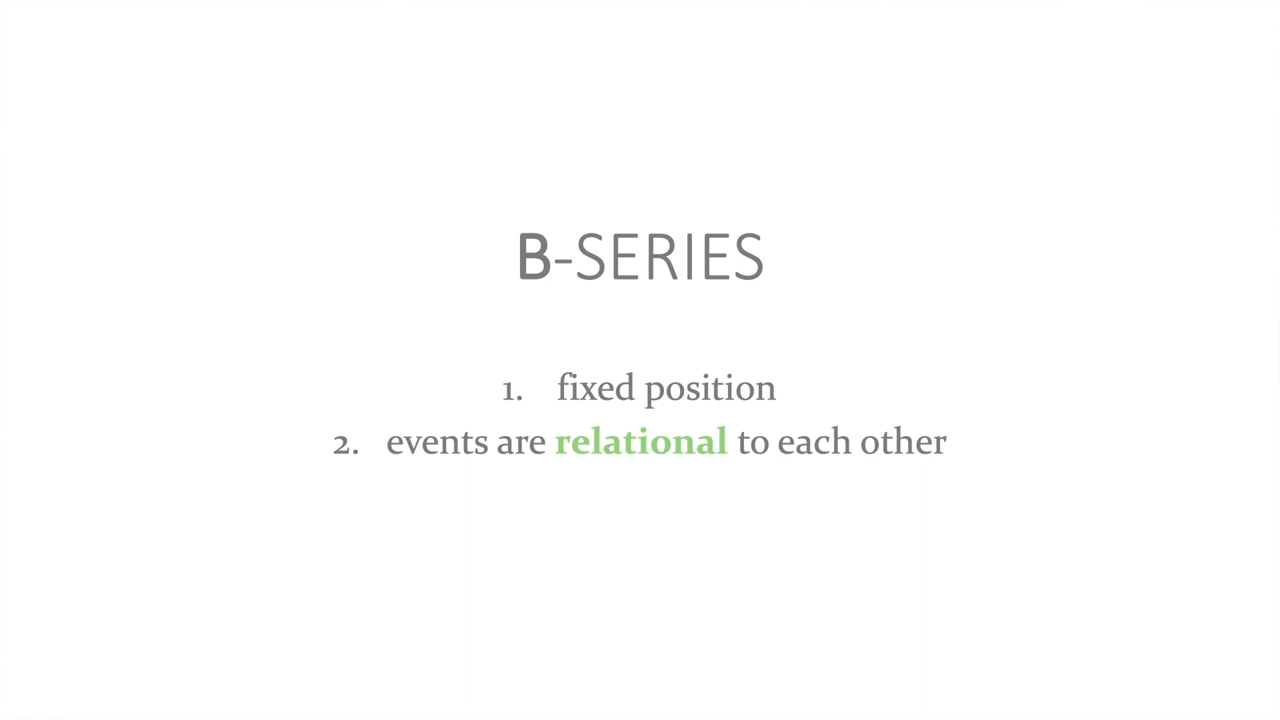 B-SERIES
1. fixed position
2. events are relational to each other